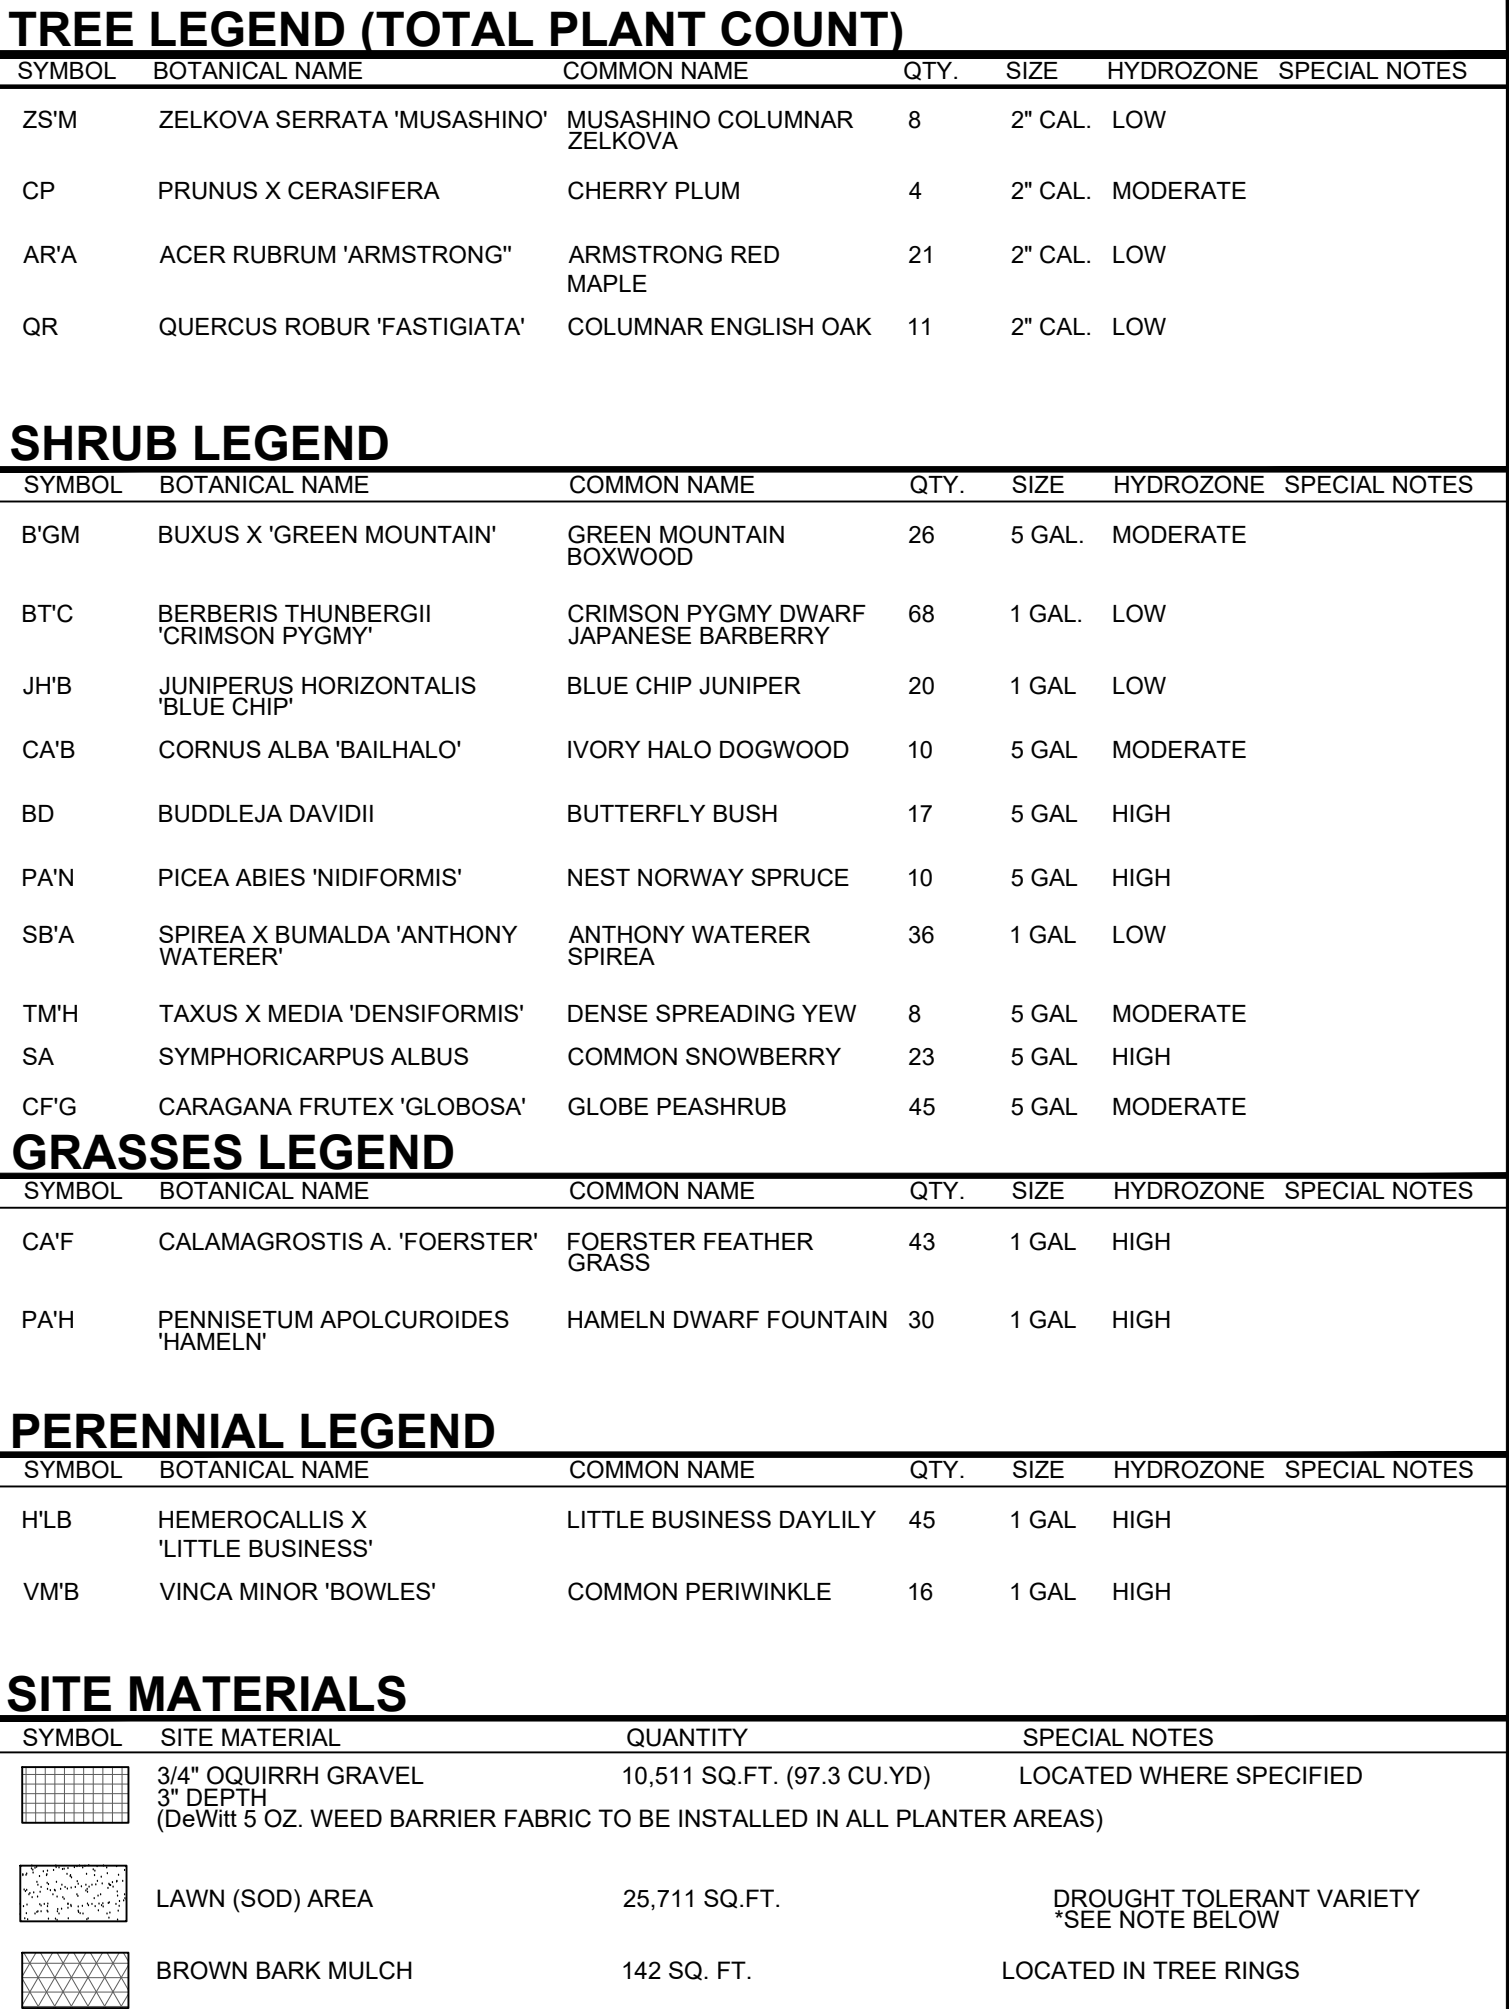 TREE LEGEND (TOTAL PLANT COUNT)
SYMBOL BOTANICAL NAME COMMON NAME QTY. SIZE HYDROZONE SPECIAL NOTES
ZS'M ZELKOVA SERRATA 'MUSASHINO' MUSASHINO COLUMNAR 8 2" CAL. LOW
ZELKOVA
CP PRUNUS X CERASIFERA CHERRY PLUM 4 2" CAL. MODERATE
AR'A ACER RUBRUM 'ARMSTRONG" ARMSTRONG RED 21 2" CAL. LOW
MAPLE
QR QUERCUS ROBUR 'FASTIGIATA' COLUMNAR ENGLISH OAK 11 2" CAL. LOW
SHRUB LEGEND
SYMBOL BOTANICAL NAME COMMON NAME QTY. SIZE HYDROZONE SPECIAL NOTES
B'GM BUXUS X 'GREEN MOUNTAIN' GREEN MOUNTAIN 26 5 GAL. MODERATE
BOXWOOD
BT'C BERBERIS THUNBERGII CRIMSON PYGMY DWARF 68 1 GAL. LOW
'CRIMSON PYGMY' JAPANESE BARBERRY
JH'B JUNIPERUS HORIZONTALIS BLUE CHIP JUNIPER 20 1 GAL LOW
'BLUE CHIP'
CA'B CORNUS ALBA 'BAILHALO' IVORY HALO DOGWOOD 10 5 GAL MODERATE
BD BUDDLEJA DAVIDII BUTTERFLY BUSH 17 5 GAL HIGH
PA'N PICEA ABIES 'NIDIFORMIS' NEST NORWAY SPRUCE 10 5 GAL HIGH
SB'A SPIREA X BUMALDA 'ANTHONY ANTHONY WATERER 36 1 GAL LOW
WATERER' SPIREA
TM'H TAXUS X MEDIA 'DENSIFORMIS' DENSE SPREADING YEW 8 5 GAL MODERATE
SA SYMPHORICARPUS ALBUS COMMON SNOWBERRY 23 5 GAL HIGH
CF'G CARAGANA FRUTEX 'GLOBOSA' GLOBE PEASHRUB 45 5 GAL MODERATE
GRASSES LEGEND
SYMBOL BOTANICAL NAME COMMON NAME QTY. SIZE HYDROZONE SPECIAL NOTES
CA'F CALAMAGROSTIS A. 'FOERSTER' FOERSTER FEATHER 43 1 GAL HIGH
GRASS
PA'H PENNISETUM APOLCUROIDES HAMELN DWARF FOUNTAIN 30 1 GAL HIGH
'HAMELN'
PERENNIAL LEGEND
SYMBOL BOTANICAL NAME COMMON NAME QTY. SIZE HYDROZONE SPECIAL NOTES
H'LB HEMEROCALLIS X LITTLE BUSINESS DAYLILY 45 1 GAL HIGH
'LITTLE BUSINESS'
VM'B VINCA MINOR 'BOWLES' COMMON PERIWINKLE 16 1 GAL HIGH
SITE MATERIALS
SYMBOL SITE MATERIAL QUANTITY SPECIAL NOTES
3/4" OQUIRRH GRAVEL 10,511 SQ.FT. (97.3 CU.YD) LOCATED WHERE SPECIFIED
3" DEPTH
(DeWitt 5 OZ. WEED BARRIER FABRIC TO BE INSTALLED IN ALL PLANTER AREAS)
LAWN (SOD) AREA 25,711 SQ.FT. DROUGHT TOLERANT VARIETY
*SEE NOTE BELOW
BROWN BARK MULCH 142 SQ. FT. LOCATED IN TREE RINGS